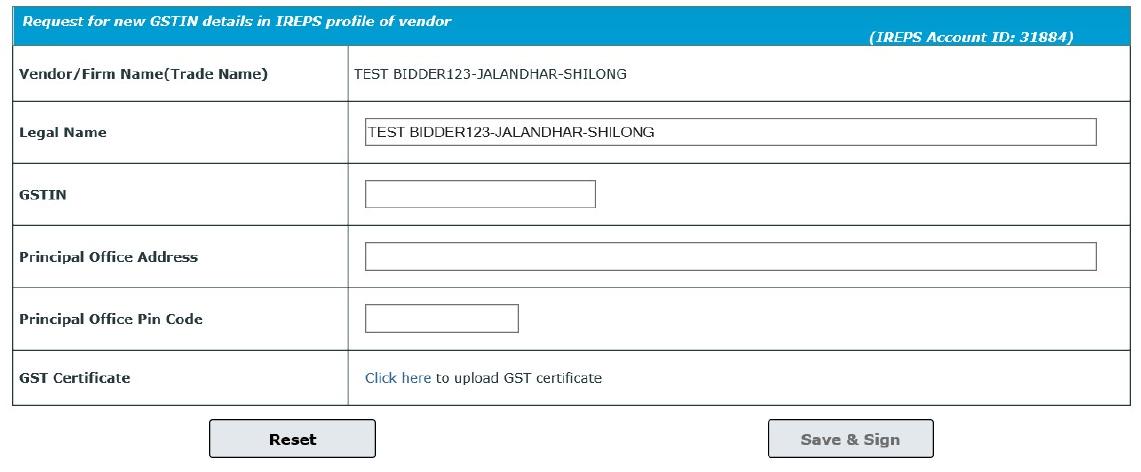 Request for new GSTIN details in IREPS profile of vendor
(IREPS Account ID: 31884)
Vendor/Firm Name(Trade Name) TEST BIDDER123-JALANDHAR-SHILONG
Legal Name TEST BIDDER123-JALANDHAR-SHILONG
GSTIN
Principal Office Address
Principal Office Pin Code
GST Certificate Click here to upload GST certificate
Reset Save & Sign